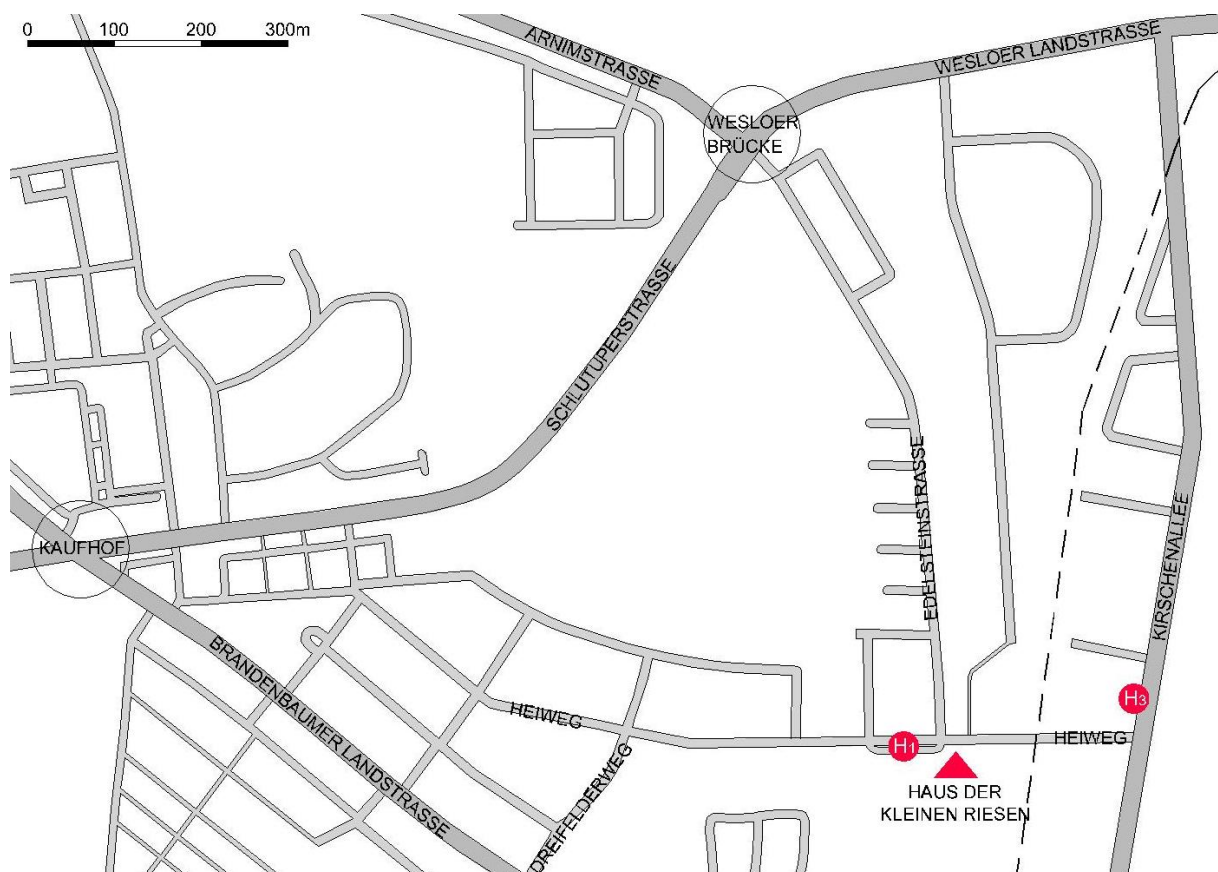 0 100 200 300m
ARNIMSTRASSE
WESLOER LANDSTRASSE
WESLOER
BRÜCKE
SCHLUTUPERSTRASSE
EDELSTEINSTRASSE
KIRSCHENALLEE
KAUFHOF
BRANDENBAUMER LANDSTRASSE
HEIWEG
DREIFELDERWEG
H3
H1
HEIWEG
HAUS DER
KLEINEN RIESEN